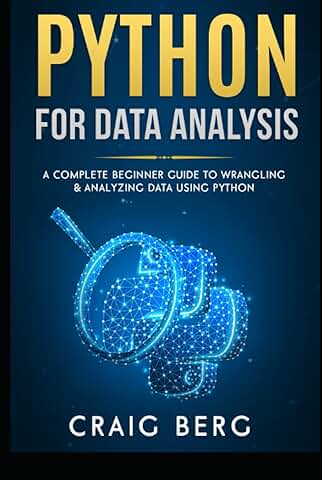 PYTHON
FOR DATA ANALYSIS
A COMPLETE BEGINNER GUIDE TO WRANGLING
& ANALYZING DATA USING PYTHON
CRAIG BERG